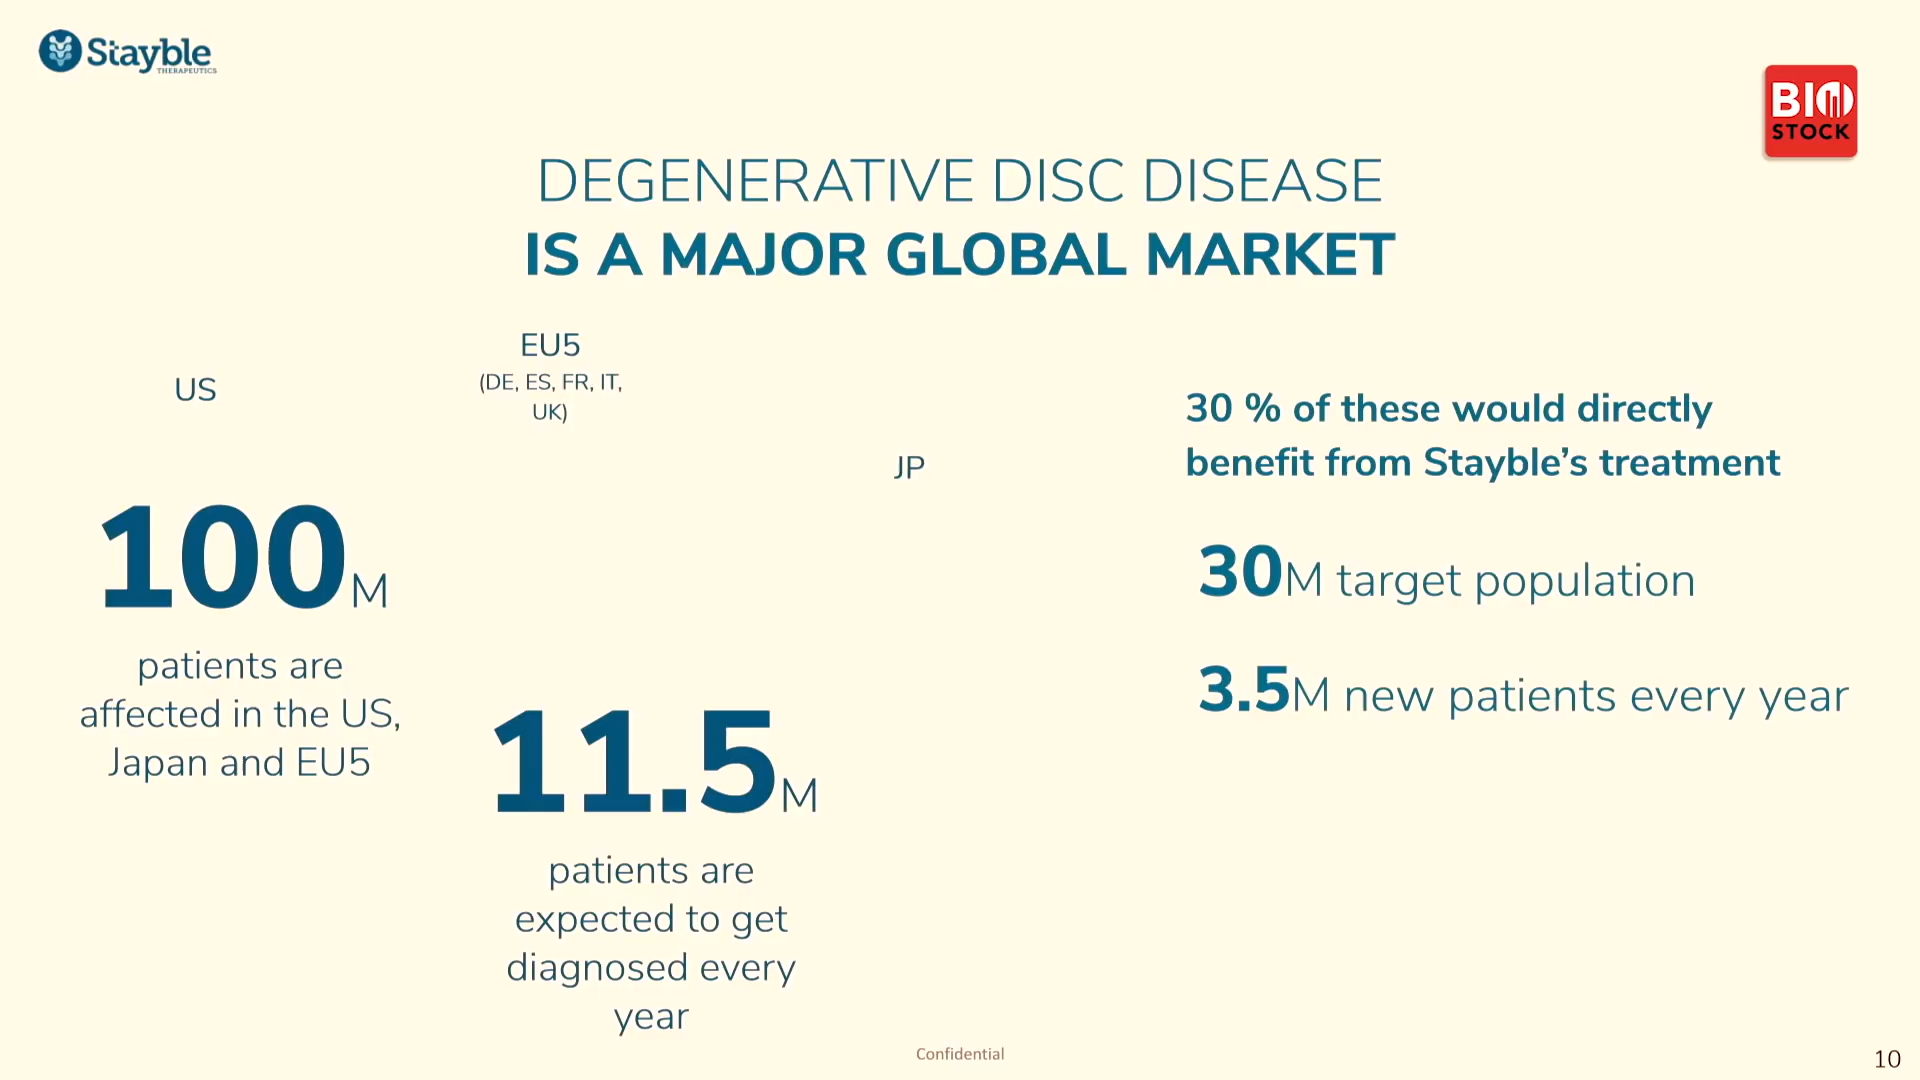 Stayble
THERAPEUTICS
BIO
STOCK
DEGENERATIVE DISC DISEASE
IS A MAJOR GLOBAL MARKET
US
EU5
(DE, ES, FR, IT,
UK)
JP
100M
patients are
affected in the US,
Japan and EU5
11.5M
patients are
expected to get
diagnosed every
year
30 % of these would directly
benefit from Stayble’s treatment
30M target population
3.5M new patients every year
Confidential
10